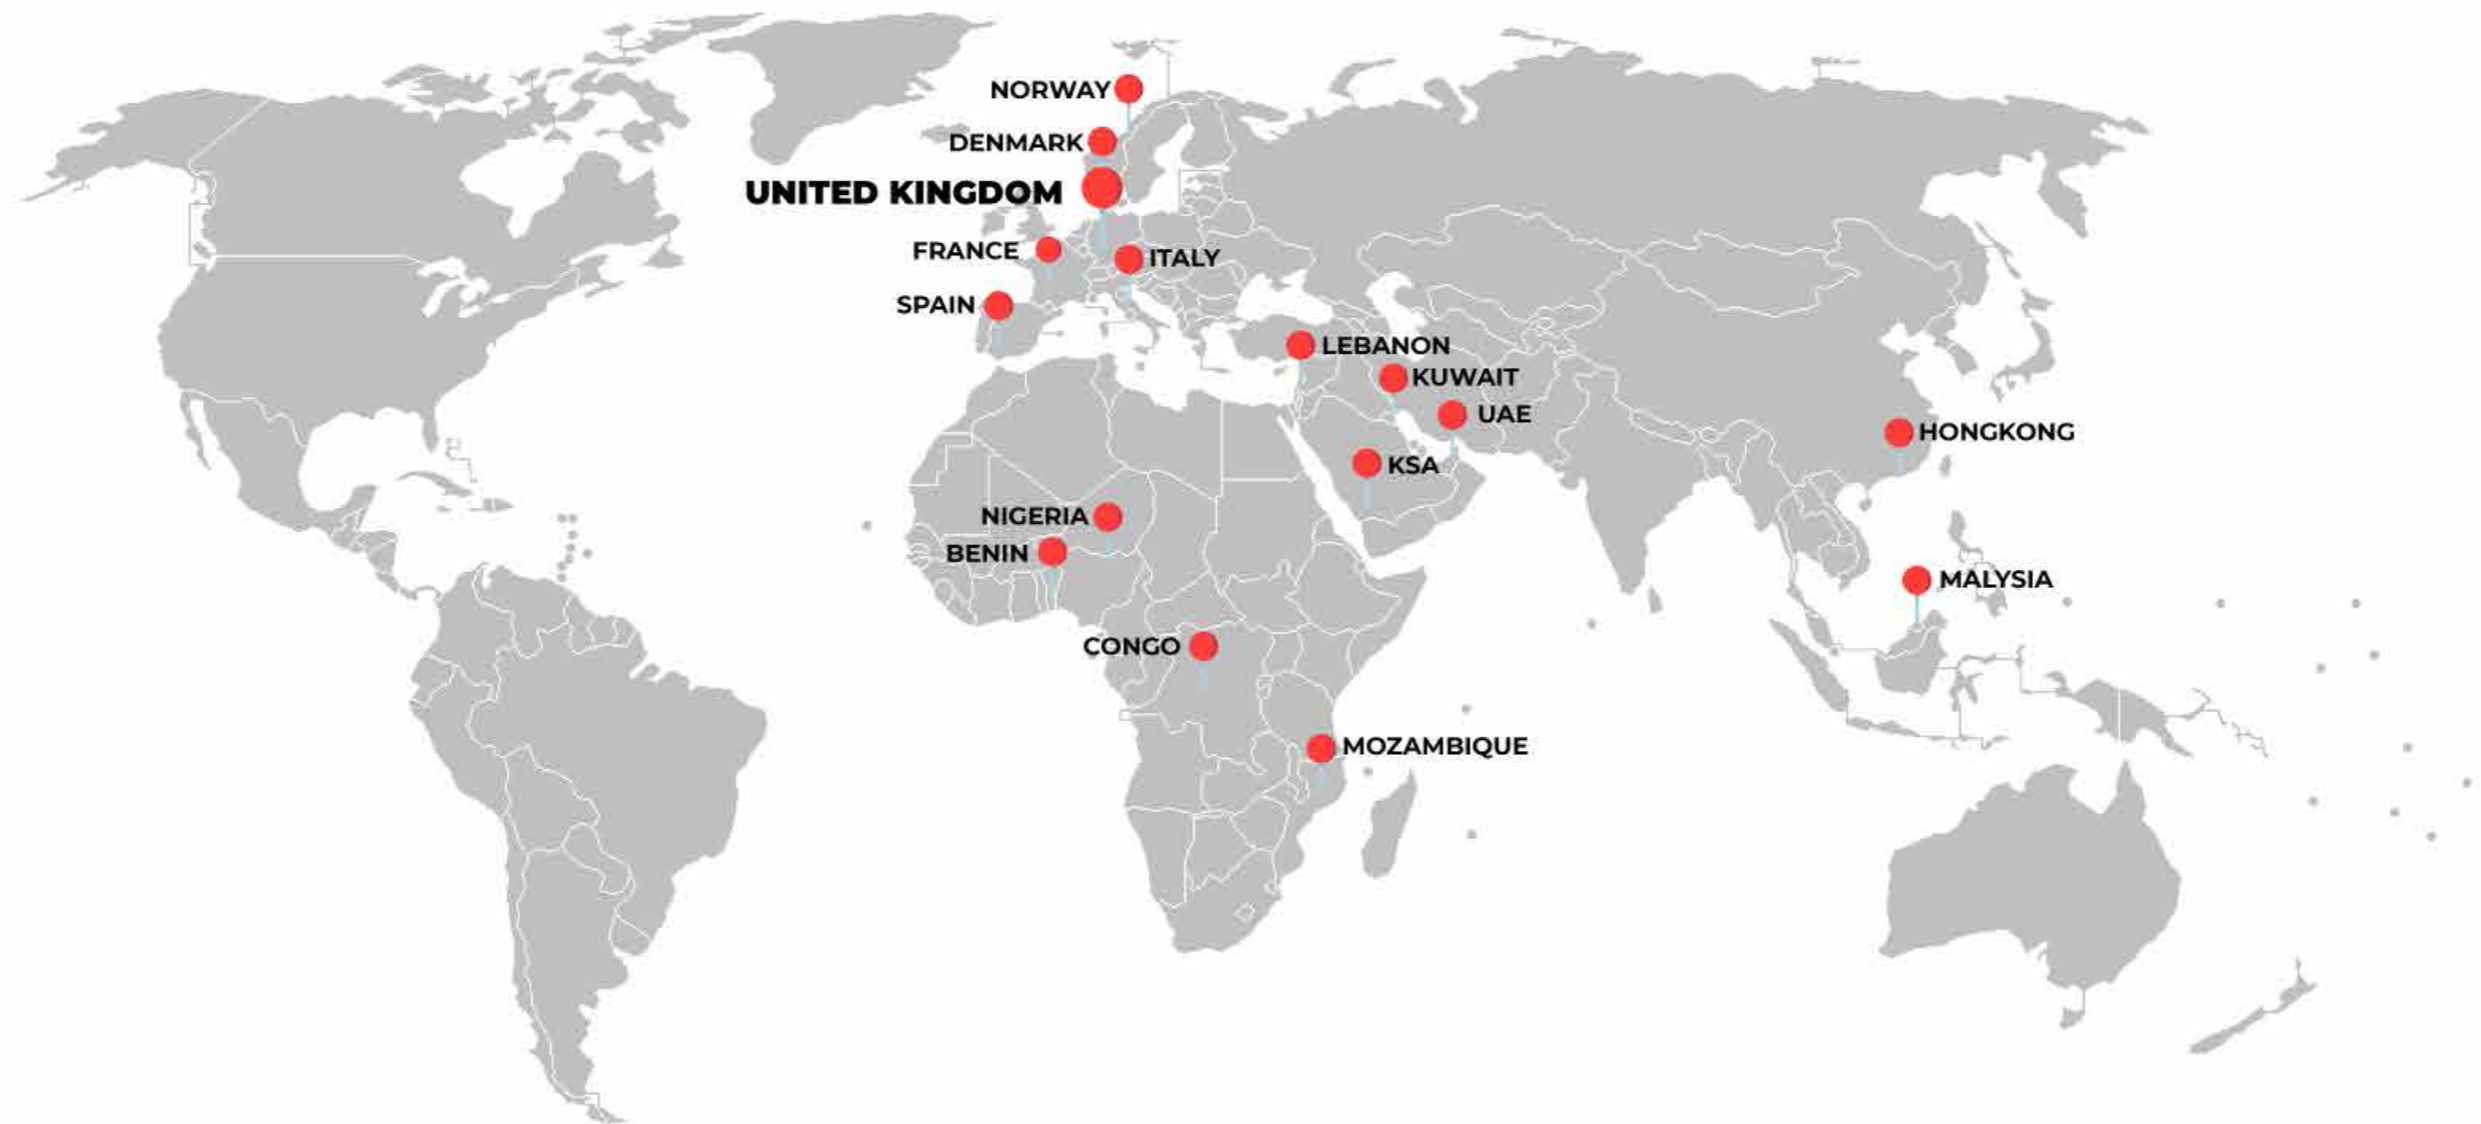 NORWAY
DENMARK
UNITED KINGDOM
FRANCE
ITALY
SPAIN
LEBANON
KUWAIT
UAE
HONGKONG
KSA
NIGERIA
BENIN
MALYSIA
CONGO
MOZAMBIQUE